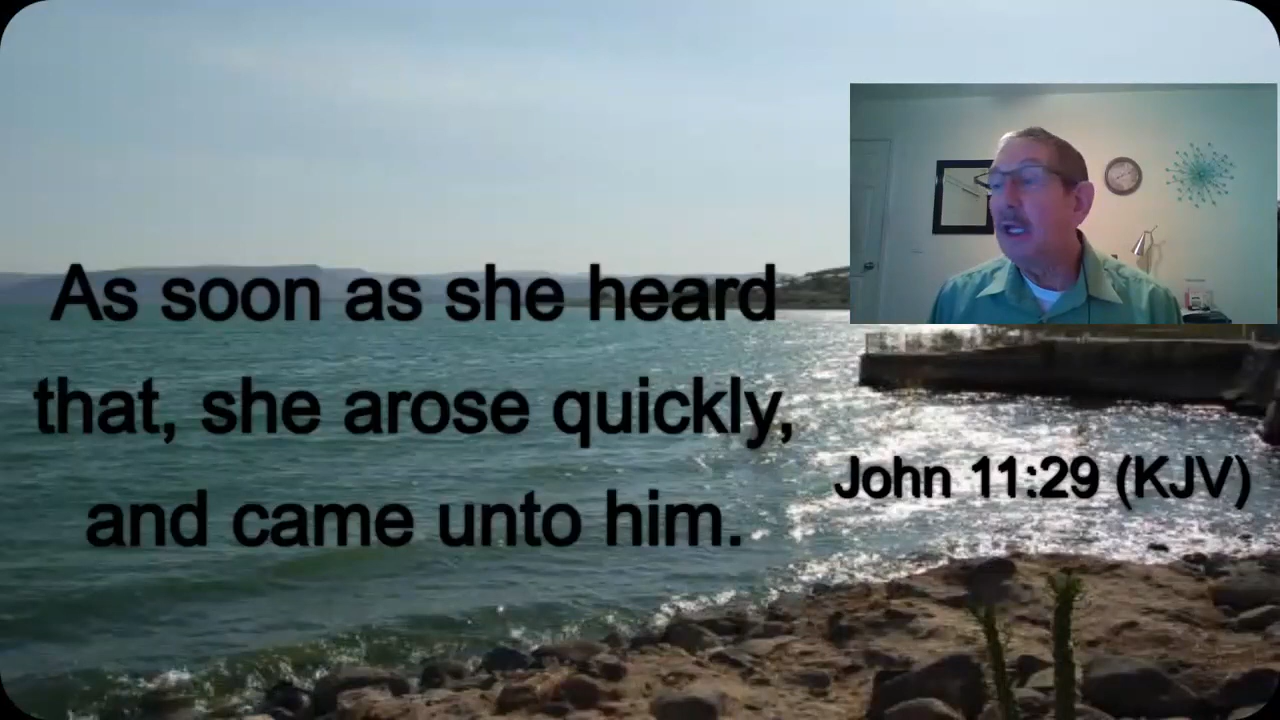 As soon as she heard
that, she arose quickly,
and came unto him.
John 11:29 (KJV)